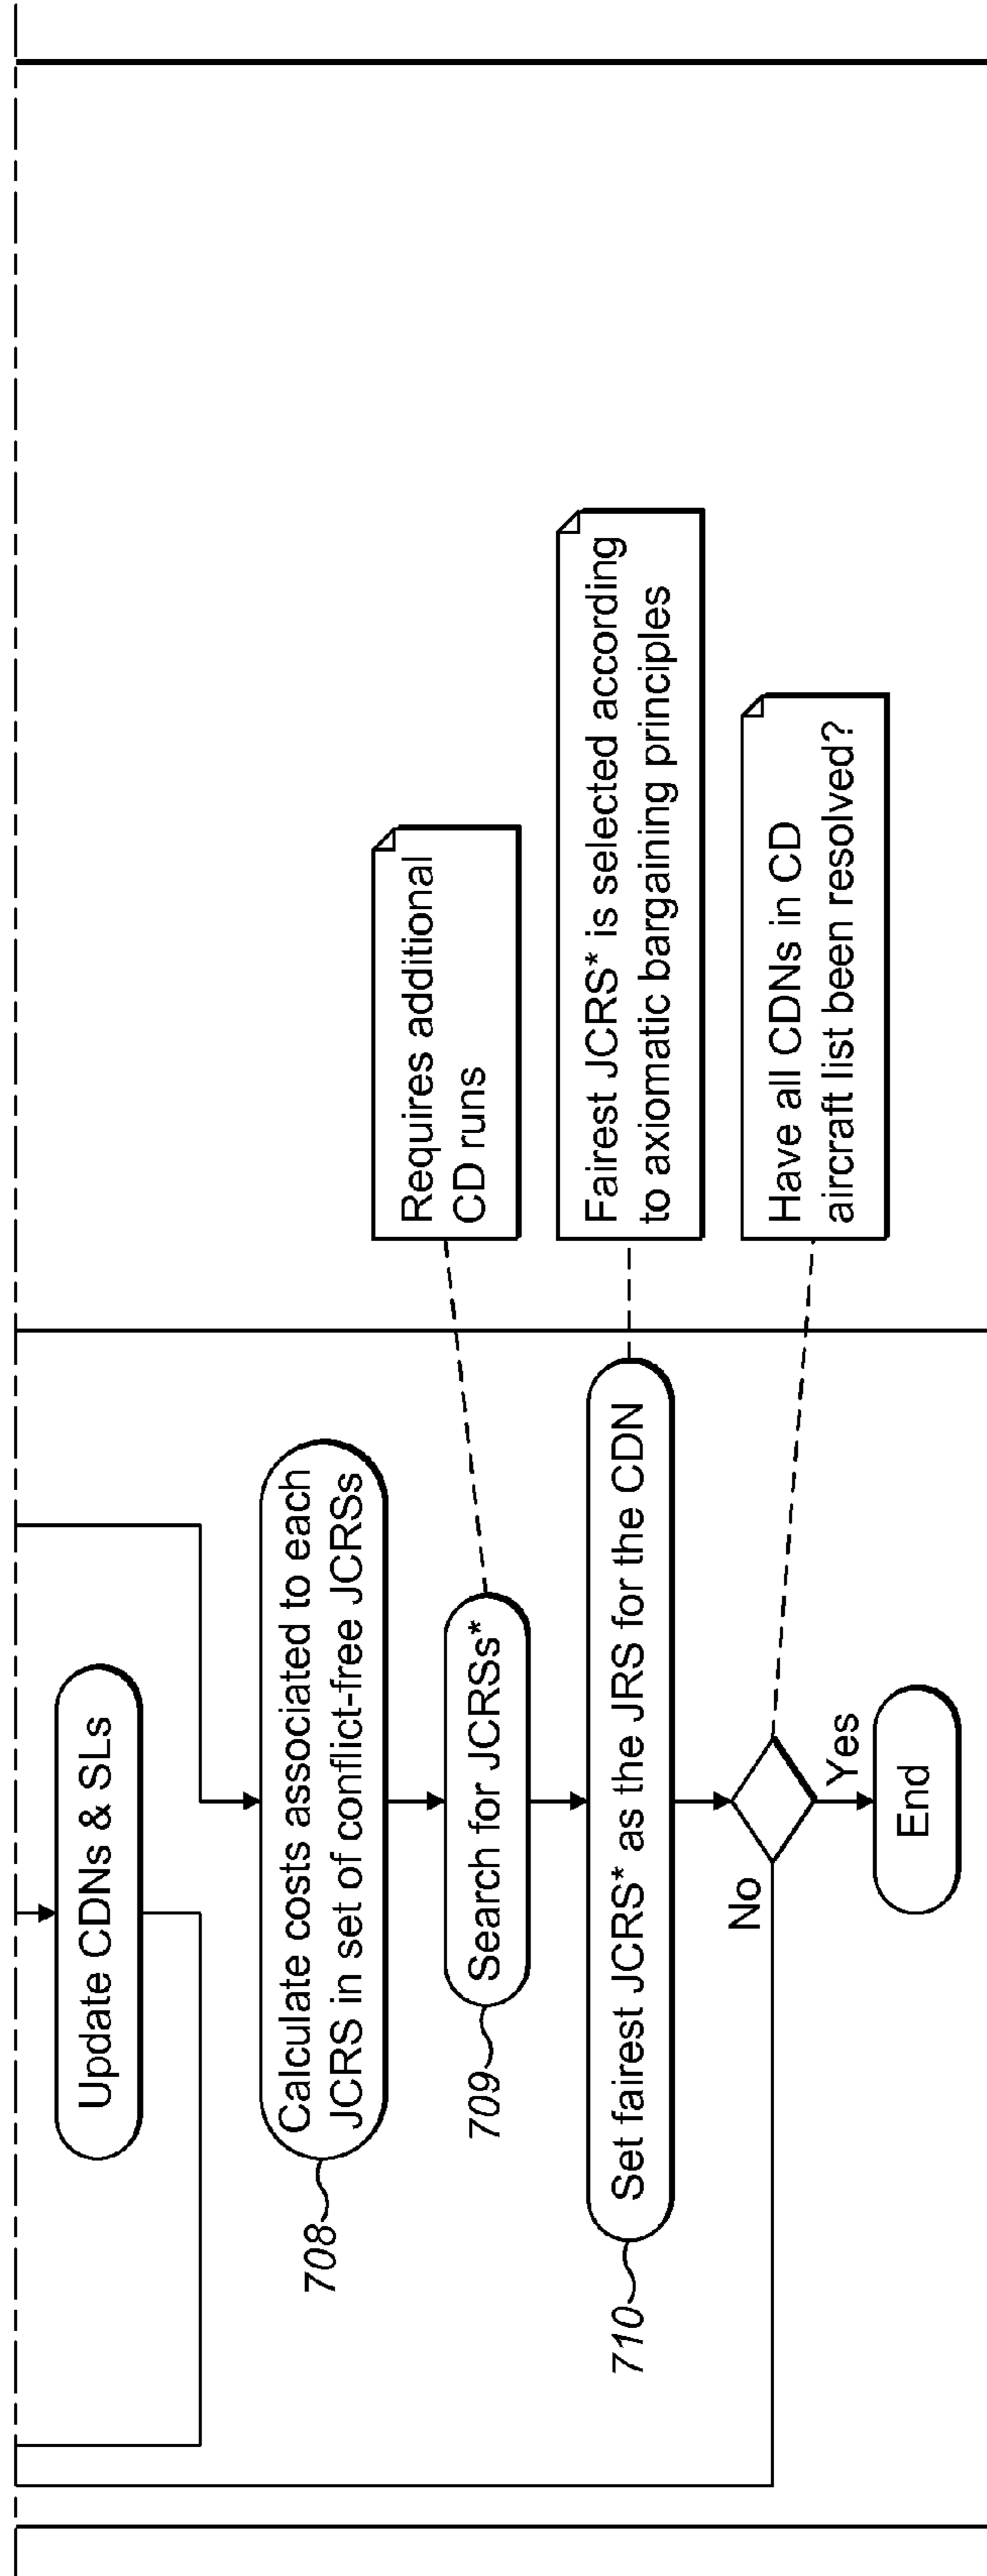 Update CDNs & SLs
708
Calculate costs associated to each
JCRS in set of conflict-free JCRSs
709
Search for JCRSs*
Requires additional
CD runs
710
Set fairest JCRS* as the JRS for the CDN
Fairest JCRS* is selected according
to axiomatic bargaining principles
No
Yes
Have all CDNs in CD
aircraft list been resolved?
End